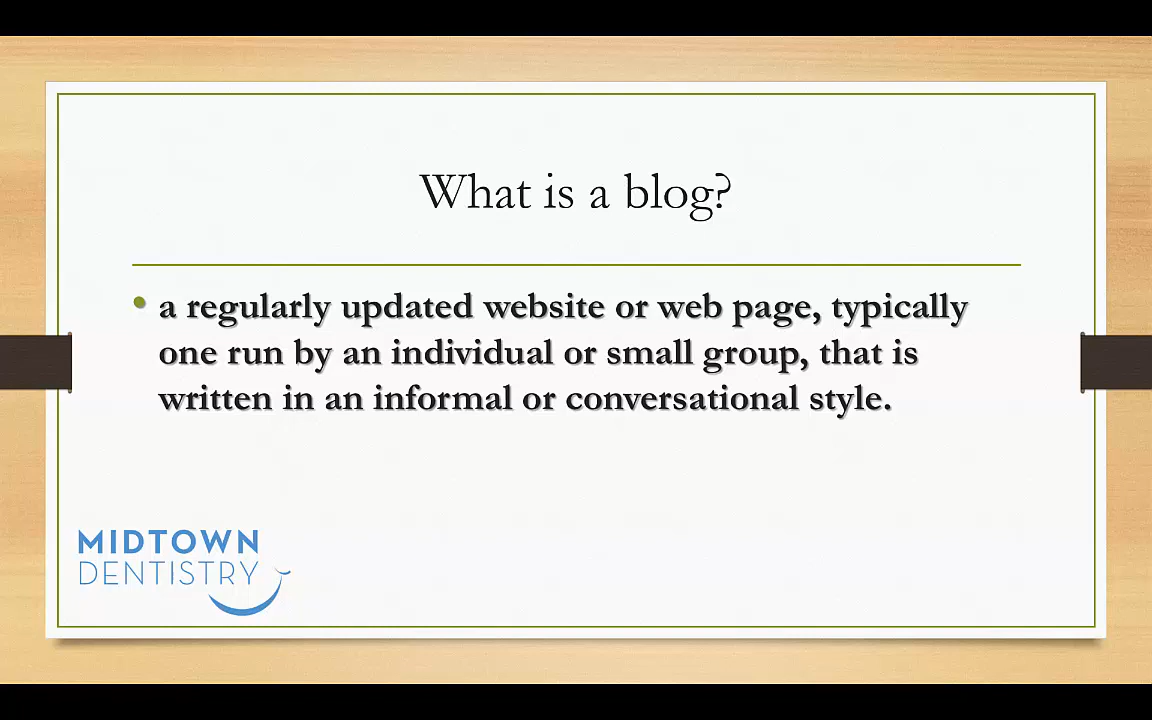 What is a blog?
• a regularly updated website or web page, typically
one run by an individual or small group, that is
written in an informal or conversational style.
MIDTOWN
DENTISTRY